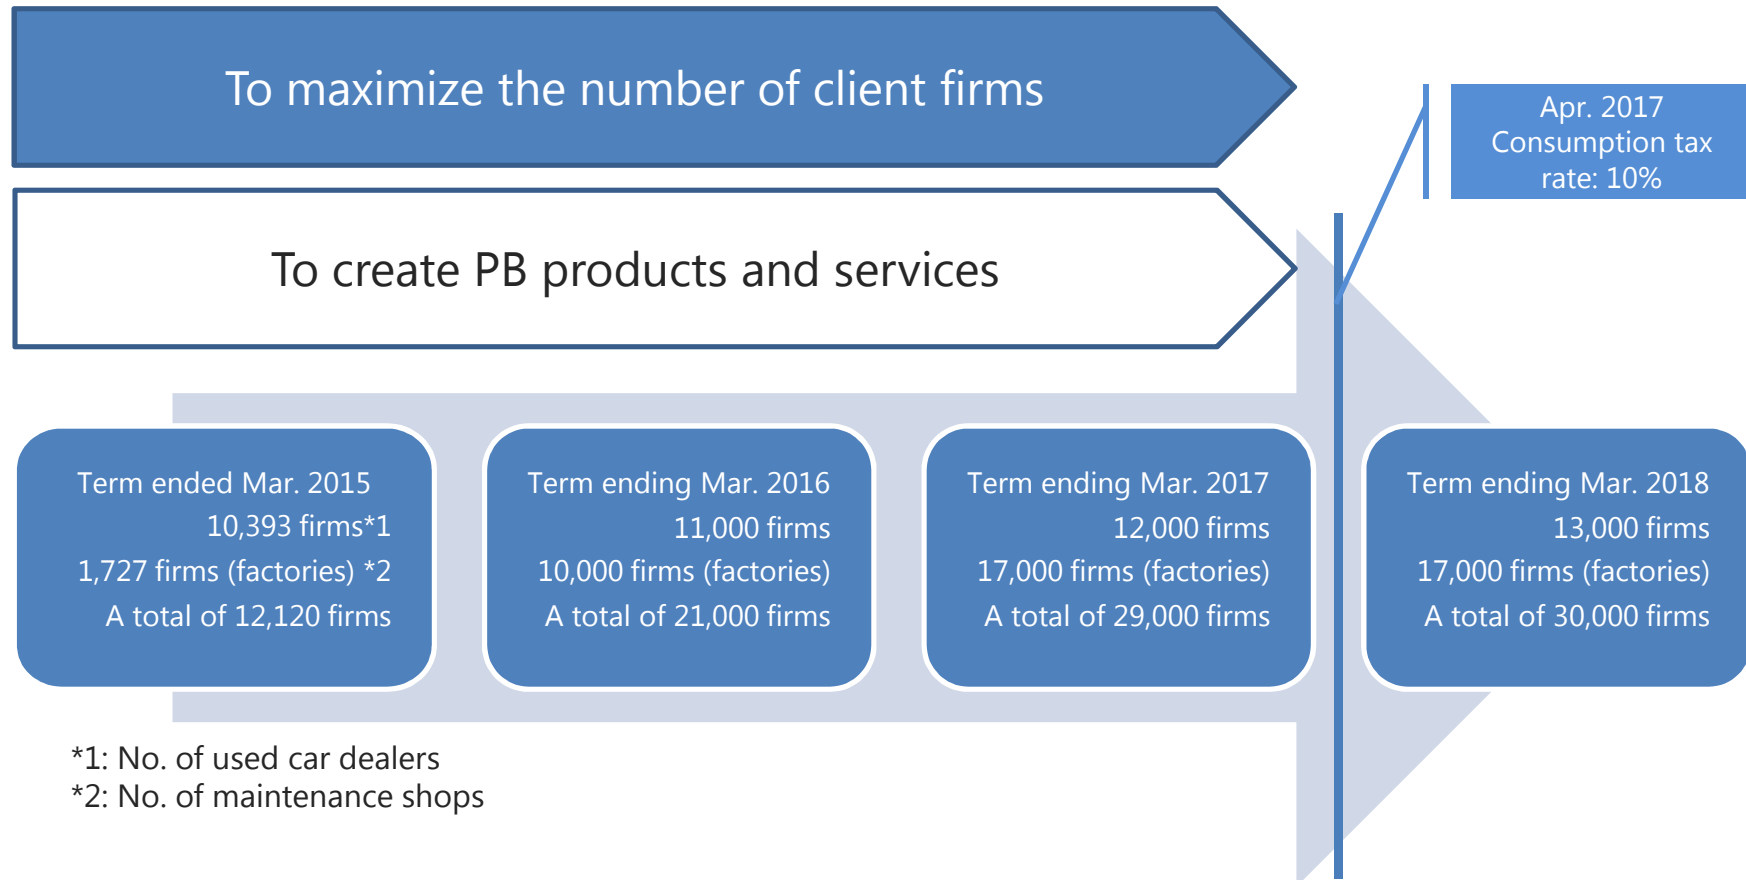 To maximize the number of client firms
Apr. 2017
Consumption tax
rate: 10%
To create PB products and services
Term ended Mar. 2015
10,393 firms*1
1,727 firms (factories) *2
A total of 12,120 firms
Term ending Mar. 2016
11,000 firms
10,000 firms (factories)
A total of 21,000 firms
Term ending Mar. 2017
12,000 firms
17,000 firms (factories)
A total of 29,000 firms
Term ending Mar. 2018
13,000 firms
17,000 firms (factories)
A total of 30,000 firms
*1: No. of used car dealers
*2: No. of maintenance shops